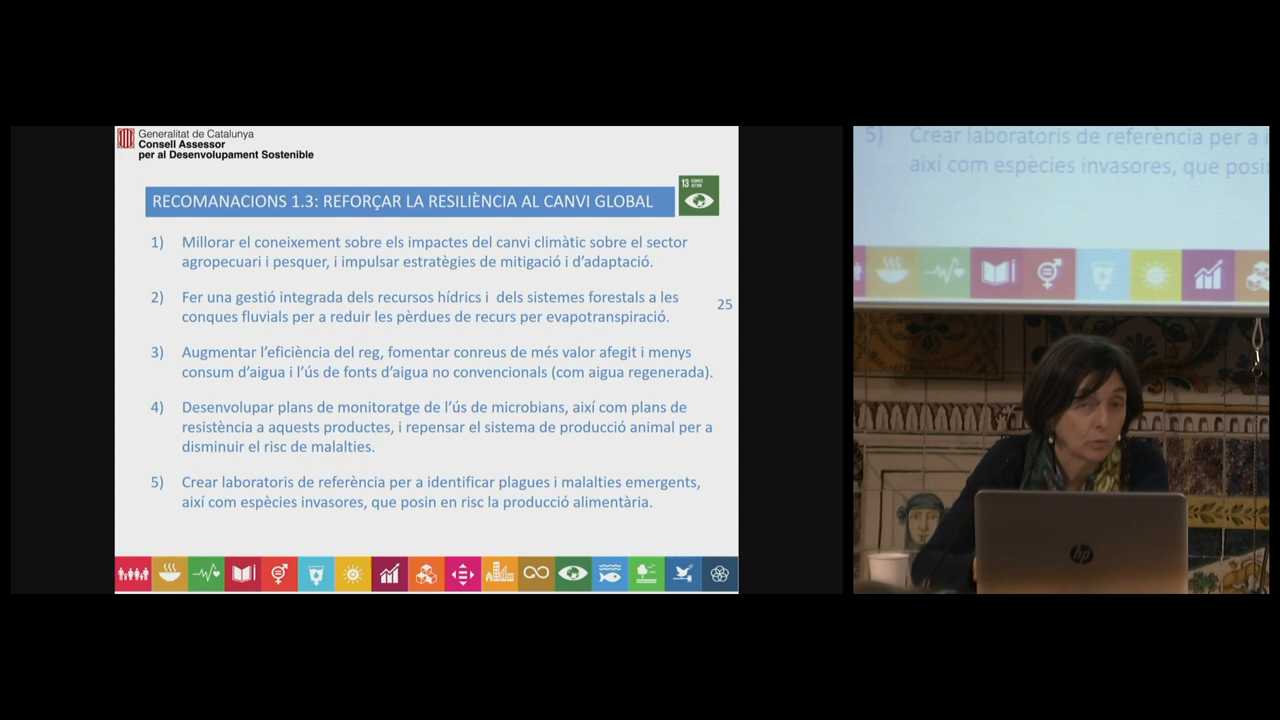 Generalitat de Catalunya
Consell Assessor
per al Desenvolupament Sostenible
RECOMANACIONS 1.3: REFORÇAR LA RESILIÈNCIA AL CANVI GLOBAL
13 CLIMATE
ACTION
1) Millorar el coneixement sobre els impactes del canvi climàtic sobre el sector
agropecuari i pesquer, i impulsar estratègies de mitigació i d'adaptació.
2) Fer una gestió integrada dels recursos hídrics i dels sistemes forestals a les
conques fluvials per a reduir les pèrdues de recurs per evapotranspiració.
25
3) Augmentar l'eficiència del reg, fomentar conreus de més valor afegit i menys
consum d'aigua i l'ús de fonts d'aigua no convencionals (com aigua regenerada).
4) Desenvolupar plans de monitoratge de l'ús de microbians, així com plans de
resistència a aquests productes, i repensar el sistema de producció animal per a
disminuir el risc de malalties.
5) Crear laboratoris de referència per a identificar plagues i malalties emergents,
així com espècies invasores, que posin en risc la producció alimentària.
5) Crear laboratoris de referència per a i
així com espècies invasores, que posi
hp